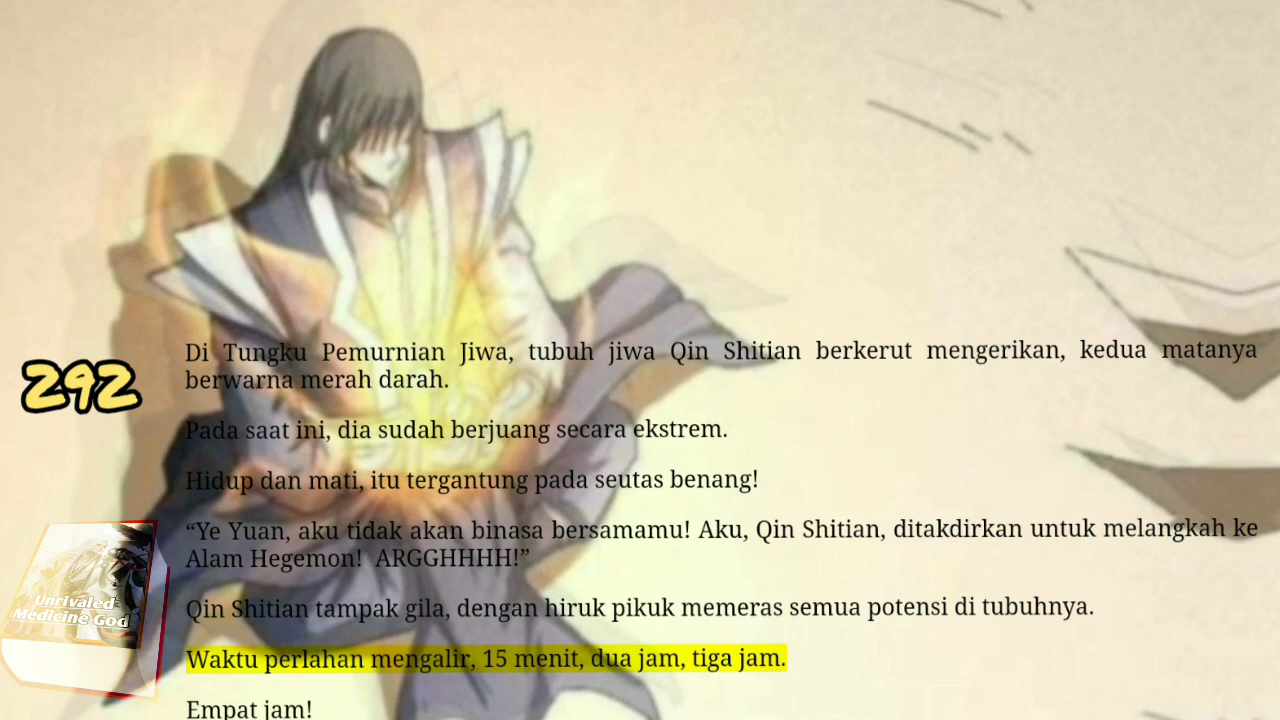 Di Tungku Pemurnian Jiwa, tubuh jiwa Qin Shitian berkerut mengerikan, kedua matanya
berwarna merah darah.
292
Pada saat ini, dia sudah berjuang secara ekstrem.
Hidup dan mati, itu tergantung pada seutas benang!
“Ye Yuan, aku tidak akan binasa bersamamu! Aku, Qin Shitian, ditakdirkan untuk melangkah ke
Alam Hegemon! ARGGHHHH!”
Unrivaled
Medicine God
Qin Shitian tampak gila, dengan hiruk pikuk memeras semua potensi di tubuhnya.
Waktu perlahan mengalir, 15 menit, dua jam, tiga jam.
Empat jam!